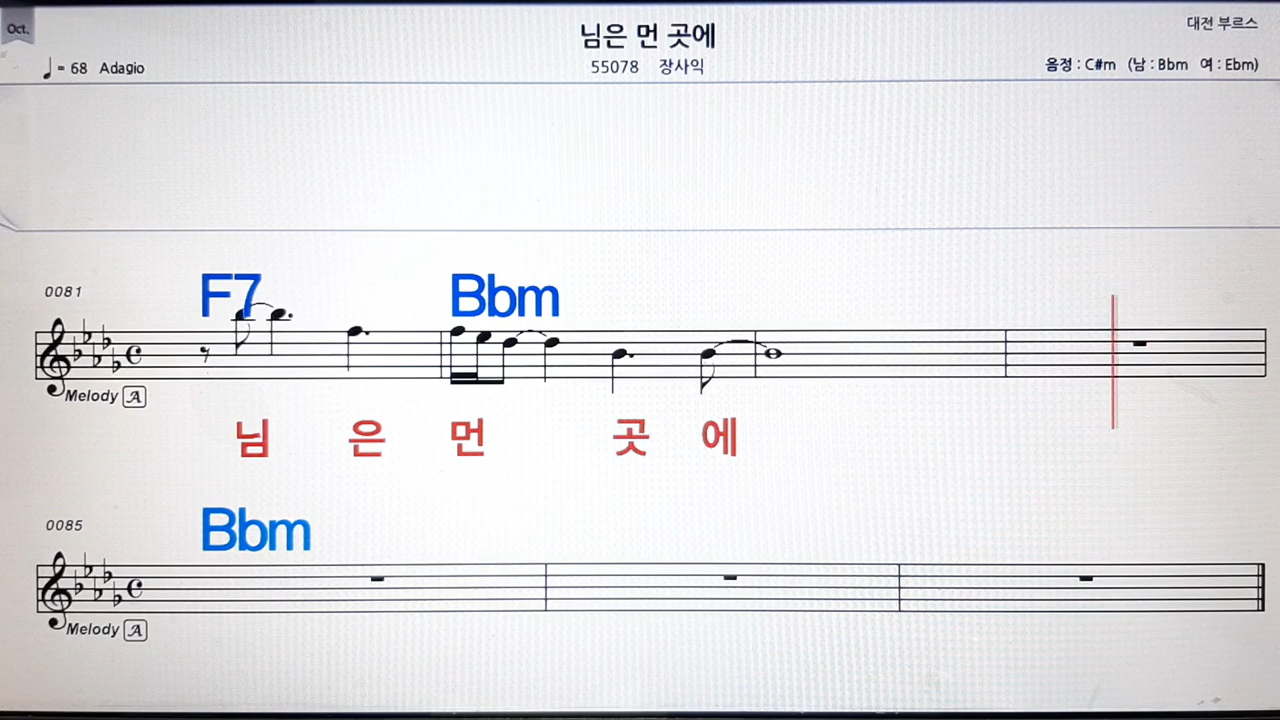 Oct.
님은 먼 곳에
대전 부르스
♩= 68 Adagio
55078 장사익
음정 : C#m (남 : Bbm 여 : Ebm)
0081
F7 Bbm
Melody A
님 은 먼 곳 에
0085
Bbm
Melody A